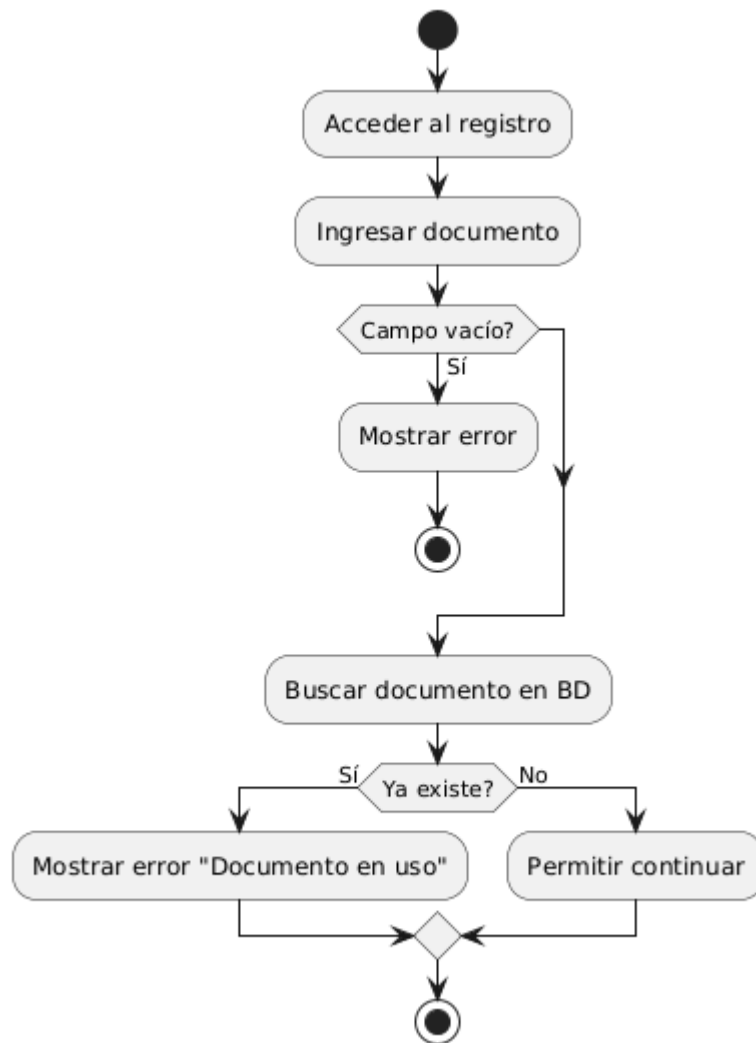 Acceder al registro
Ingresar documento
Campo vacío?
Sí
Mostrar error
Buscar documento en BD
Sí
Ya existe?
No
Mostrar error "Documento en uso"
Permitir continuar